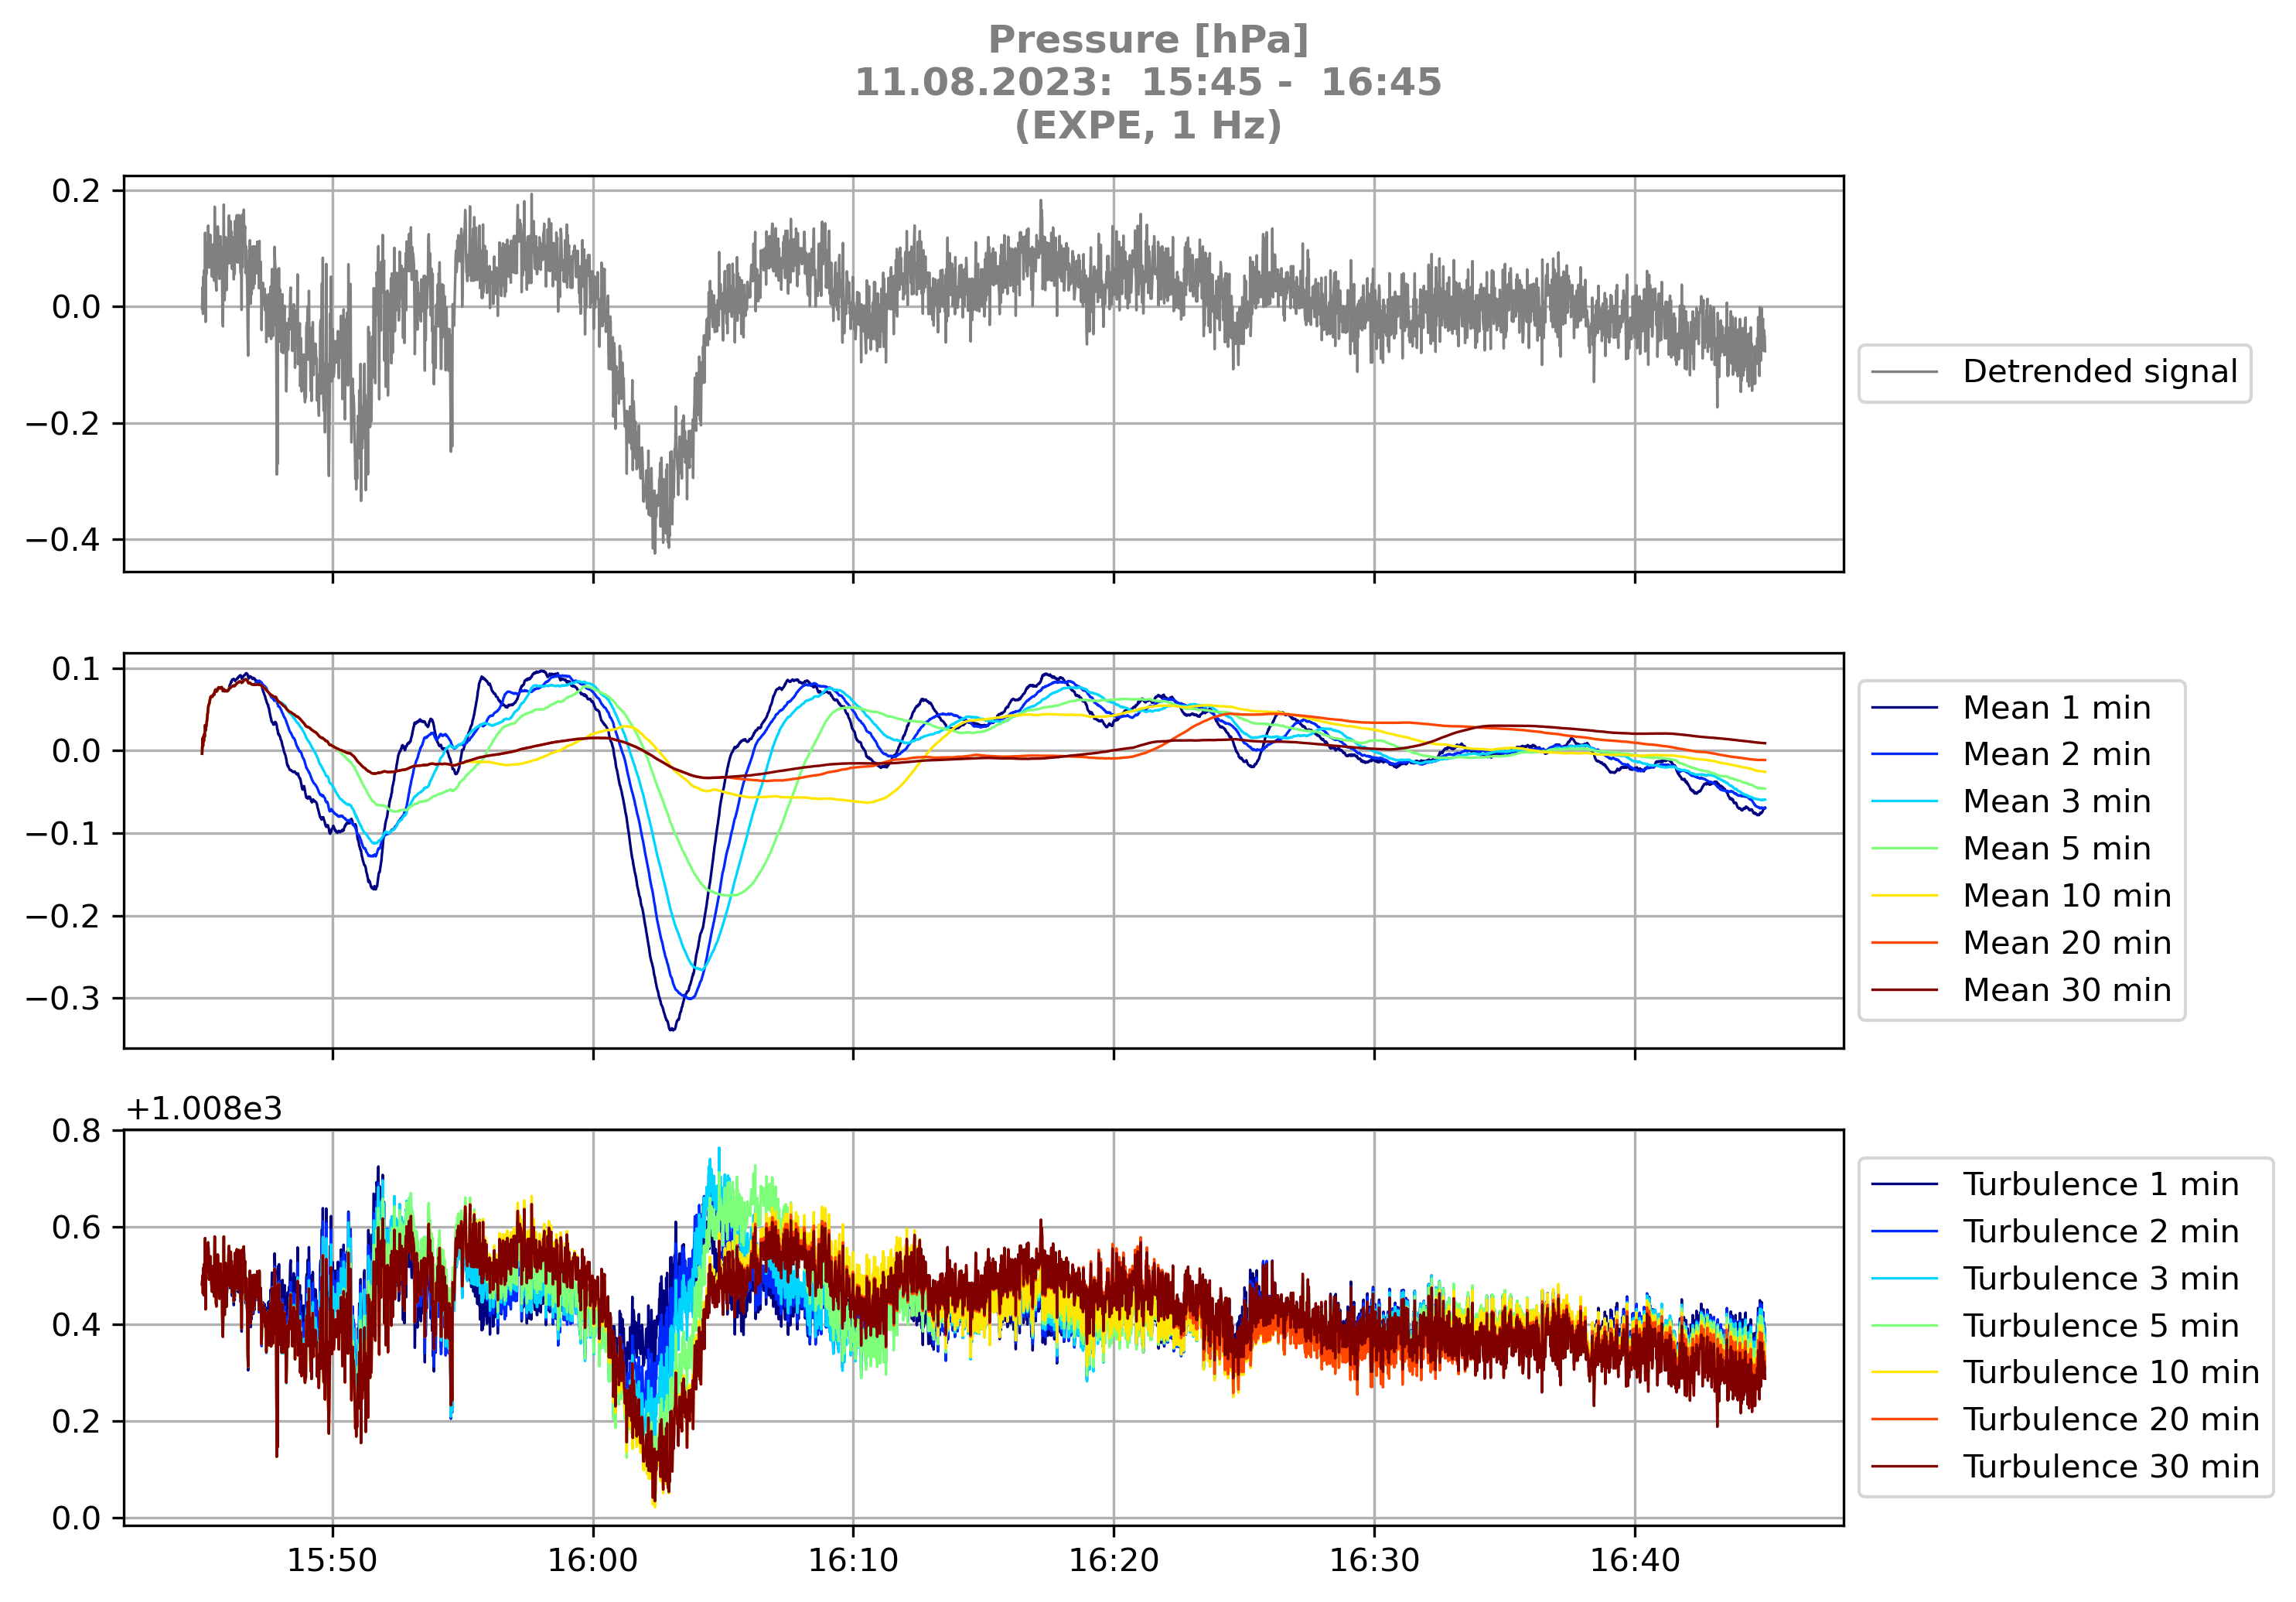 Pressure [hPa]
11.08.2023:  15:45 -  16:45
(EXPE, 1 Hz)
0.2
0.0
−0.2
−0.4
Detrended signal
0.1
0.0
−0.1
−0.2
−0.3
Mean 1 min
Mean 2 min
Mean 3 min
Mean 5 min
Mean 10 min
Mean 20 min
Mean 30 min
+1.008e3
0.8
0.6
0.4
0.2
0.0
Turbulence 1 min
Turbulence 2 min
Turbulence 3 min
Turbulence 5 min
Turbulence 10 min
Turbulence 20 min
Turbulence 30 min
15:50 16:00 16:10 16:20 16:30 16:40